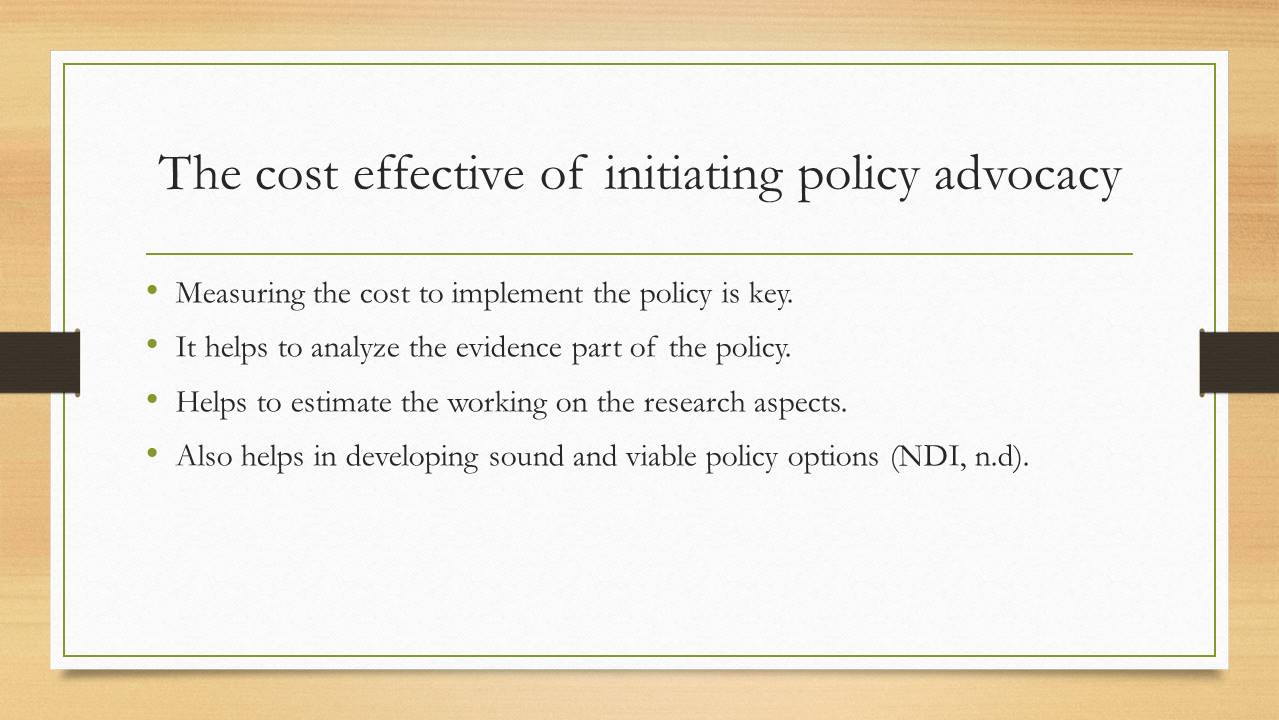 The cost effective of initiating policy advocacy
• Measuring the cost to implement the policy is key.
• It helps to analyze the evidence part of the policy.
• Helps to estimate the working on the research aspects.
• Also helps in developing sound and viable policy options (NDI, n.d).